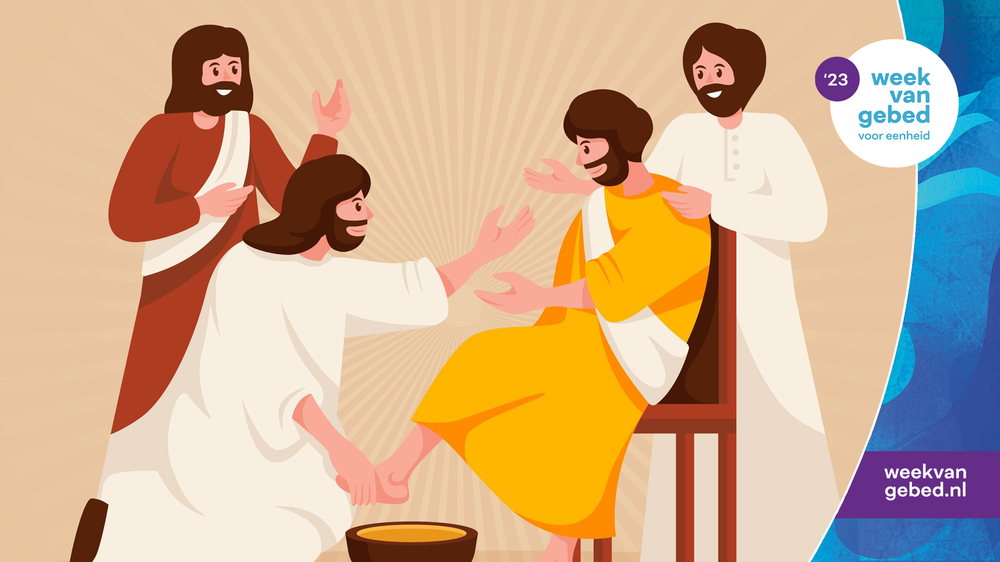 '23
week
van
gebed
voor eenheid
weekvan
gebed.nl